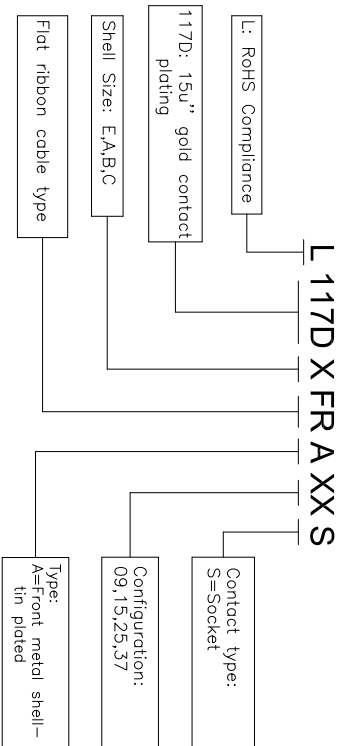 L 117D X FR A XX S
L: RoHS Compliance
117D: 15u'' gold contact
plating
Shell Size: E,A,B,C
Flat ribbon cable type
Contact type:
S=Socket
Configuration:
09,15,25,37
Type:
A=Front metal shell-
tin plated